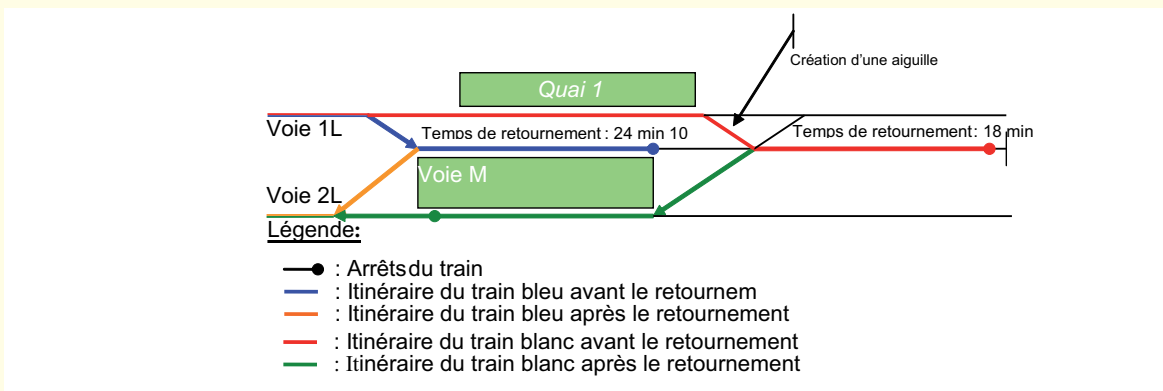 Création d'une aiguille
Quai 1
Voie 1L
Temps de retournement : 24 min 10
Temps de retournement: 18 min
Voie M
Voie 2L
Légende:
: Arrêts du train
: Itinéraire du train bleu avant le retournem
: Itinéraire du train bleu après le retournement
: Itinéraire du train blanc avant le retournement
: Itinéraire du train blanc après le retournement